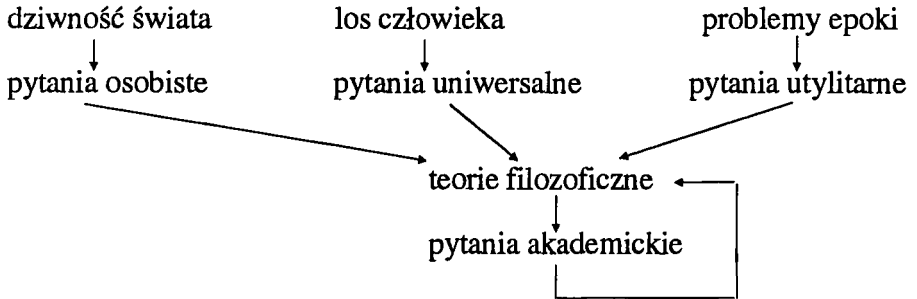 dziwność świata los człowieka problemy epoki
pytania osobiste pytania uniwersalne pytania utylitarne
teorie filozoficzne
pytania akademickie